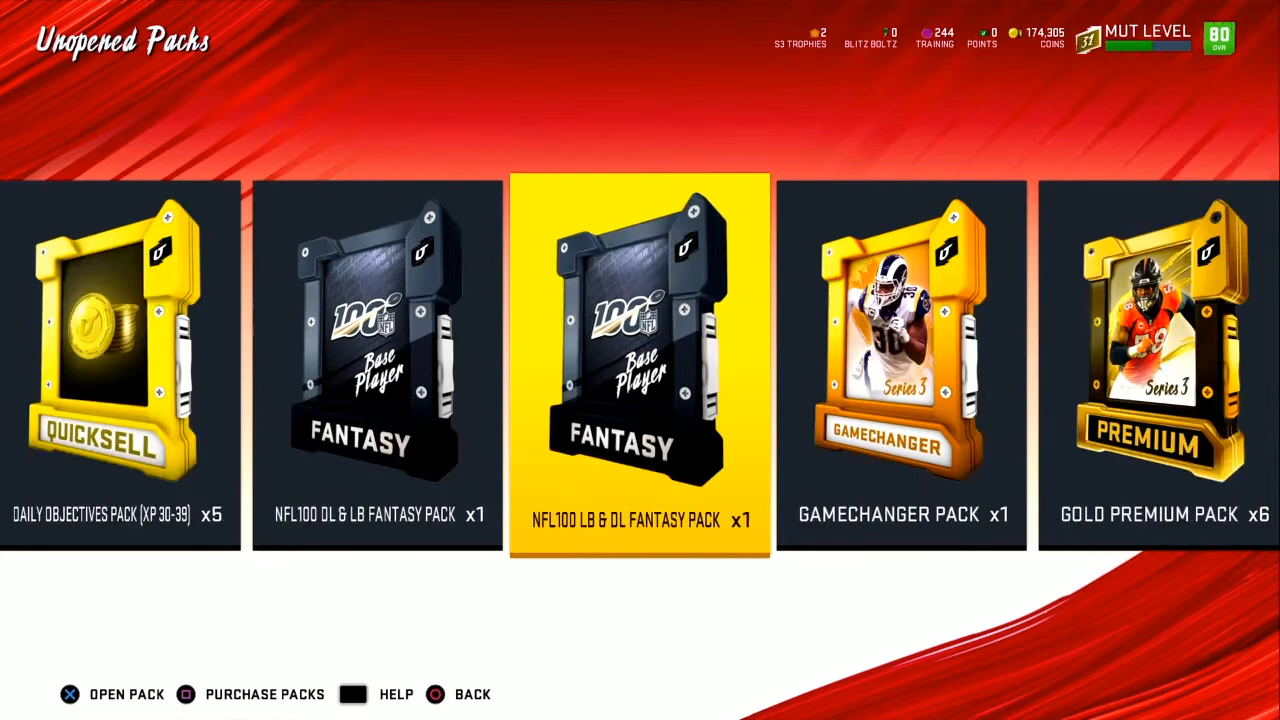 Unopened Packs
2
S3 TROPHIES
0
BLITZ BOLTZ
244
TRAINING
0
POINTS
174,305
COINS
31
MUT LEVEL
80
OVR
QUICKSELL
DAILY OBJECTIVES PACK (XP 30-39) x5
100
NFL
Base
Player
FANTASY
NFL100 DL & LB FANTASY PACK x1
100
NFL
Base
Player
FANTASY
NFL100 LB & DL FANTASY PACK x1
30
Series 3
GAMECHANGER
GAMECHANGER PACK x1
58
Series 3
PREMIUM
GOLD PREMIUM PACK x6
OPEN PACK
PURCHASE PACKS
HELP
BACK